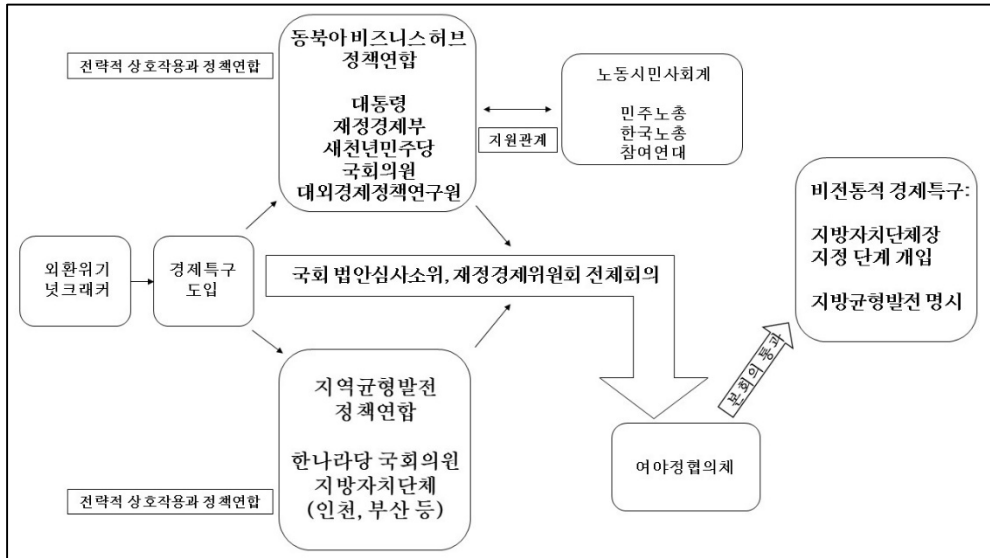 전략적 상호작용과 정책연합
동북아 비즈니스 허브
정책연합
대통령
재정경제부
새천년민주당
국회의원
대외경제정책연구원
지원관계
노동시민사회계
민주노총
한국노총
참여연대
외환위기
넛크래커
경제특구
도입
국회 법안심사소위, 재정경제위원회 전체회의
지역균형발전
정책연합
한나라당 국회의원
지방자치단체
(인천, 부산 등)
전략적 상호작용과 정책연합
여야정협의체
본회의 통과
비전통적 경제특구:
지방자치단체장
지정 단계 개입
지방균형발전 명시